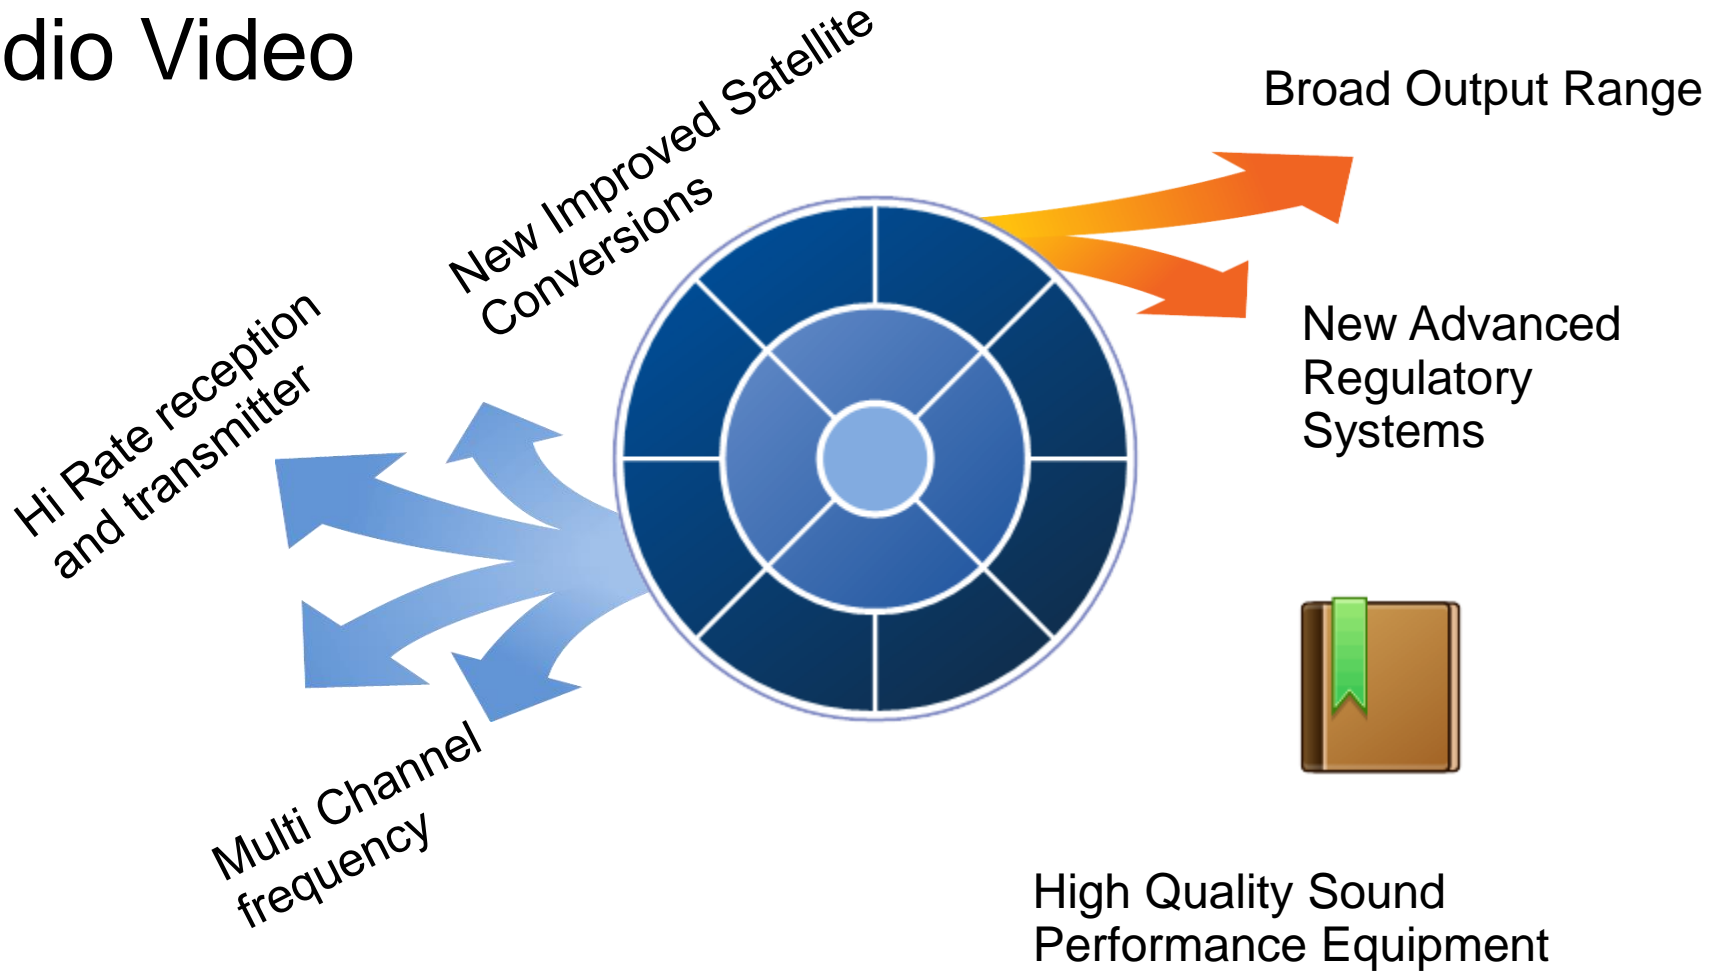 dio Video
New Improved Satellite
Conversions
Broad Output Range
Hi Rate reception
and transmitter
New Advanced
Regulatory
Systems
Multi Channel
frequency
High Quality Sound
Performance Equipment